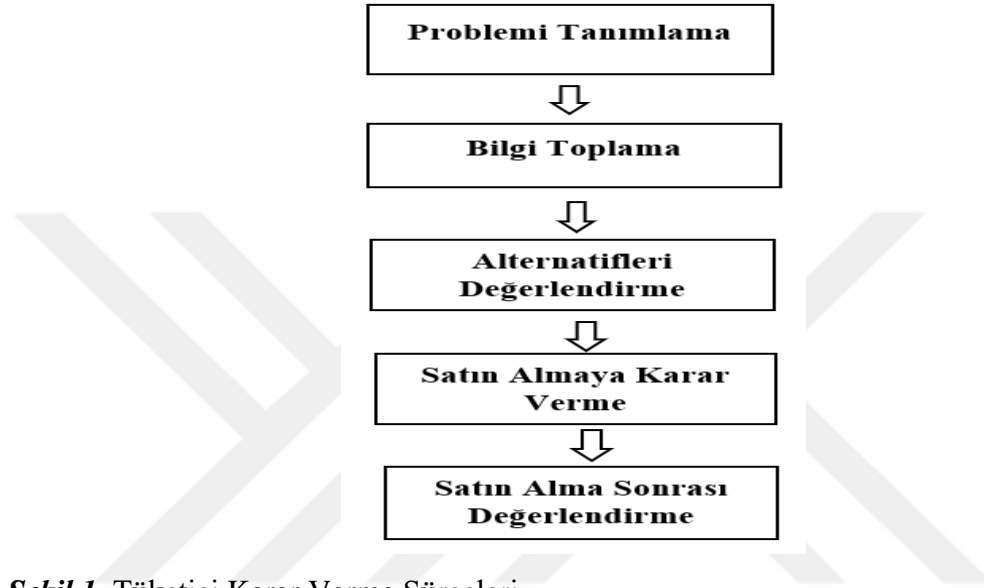 Problemi Tanımlama
Bilgi Toplama
Alternatifleri
Değerlendirme
Satın Almaya Karar
Verme
Satın Alma Sonrası
Değerlendirme
Şekil 1. Tüketici Karar Verme Süreçleri